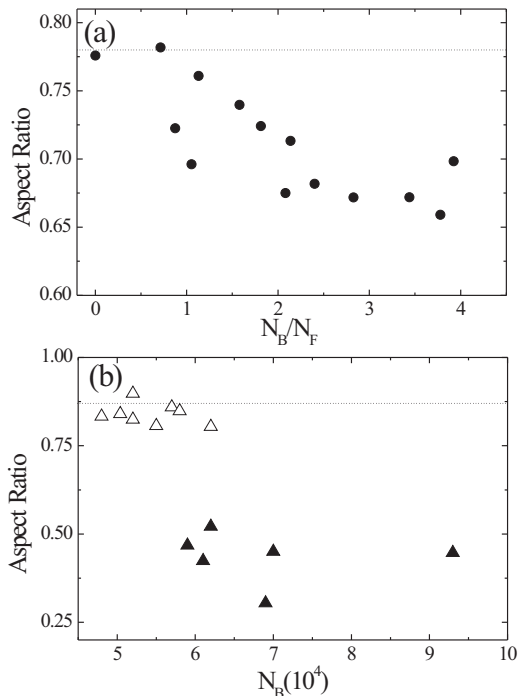 0.80
(a)
0.75
0.70
0.65
0.60
Aspect Ratio
0 1 2 3 4
N_B/N_F
1.00
(b)
0.75
0.50
0.25
Aspect Ratio
5 6 7 8 9 10
N_B(10^4)